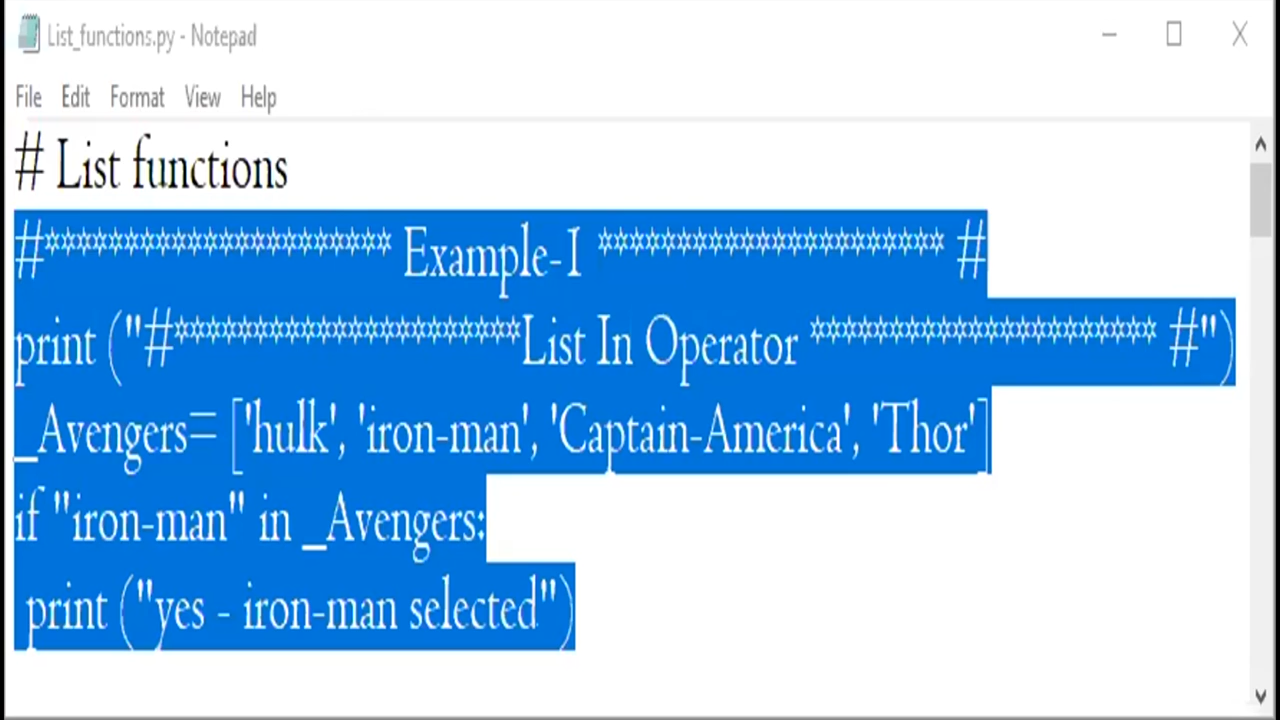 List_functions.py - Notepad
File Edit Format View Help
# List functions
#********************** Example-1 ********************** #
print ("#**********************List In Operator ********************** #")
_Avengers= ['hulk', 'iron-man', 'Captain-America', 'Thor']
if "iron-man" in _Avengers:
 print ("yes - iron-man selected")